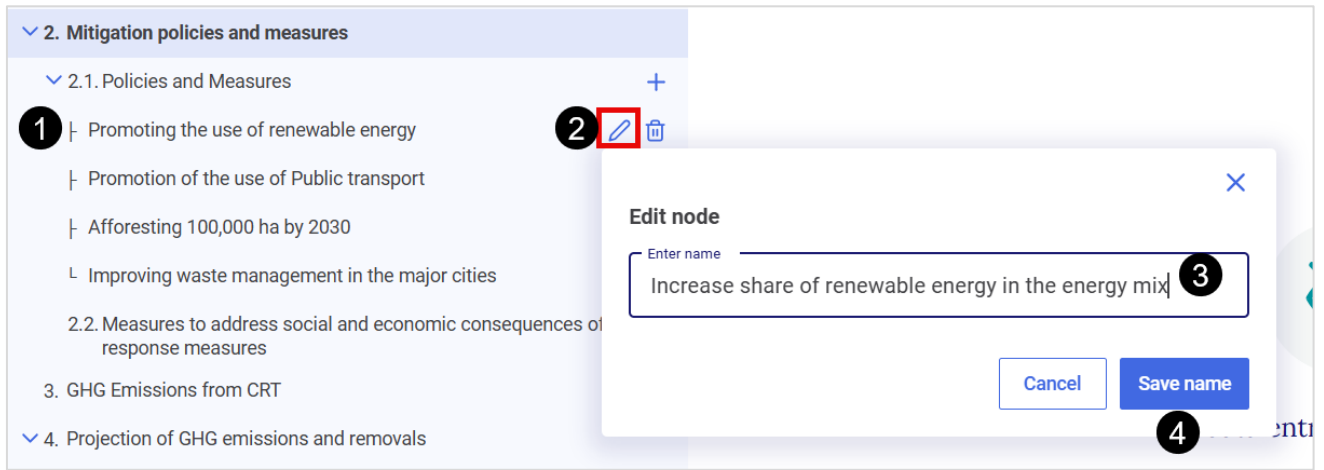 2. Mitigation policies and measures
2.1. Policies and Measures
1
Promoting the use of renewable energy
2
Promotion of the use of Public transport
Afforesting 100,000 ha by 2030
Improving waste management in the major cities
2.2. Measures to address social and economic consequences of
response measures
3. GHG Emissions from CRT
4. Projection of GHG emissions and removals
Edit node
Enter name
Increase share of renewable energy in the energy mix
3
Cancel
Save name
4